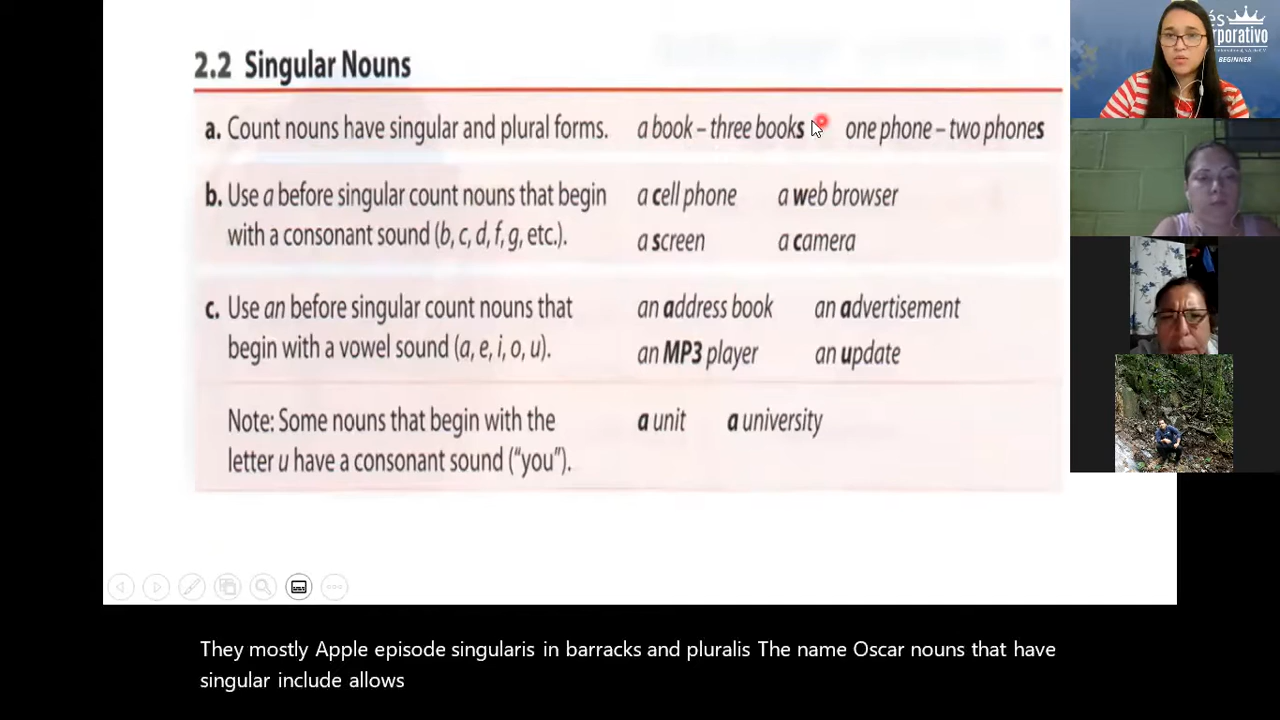 2.2 Singular Nouns
a. Count nouns have singular and plural forms. a book – three books one phone – two phones
b. Use a before singular count nouns that begin a cell phone a web browser
with a consonant sound (b, c, d, f, g, etc.). a screen a camera
c. Use an before singular count nouns that an address book an advertisement
begin with a vowel sound (a, e, i, o, u). an MP3 player an update
Note: Some nouns that begin with the a unit a university
letter u have a consonant sound (“you”).
They mostly Apple episode singularis in barracks and pluralis The name Oscar nouns that have
singular include allows
és
rporativo
BEGINNER